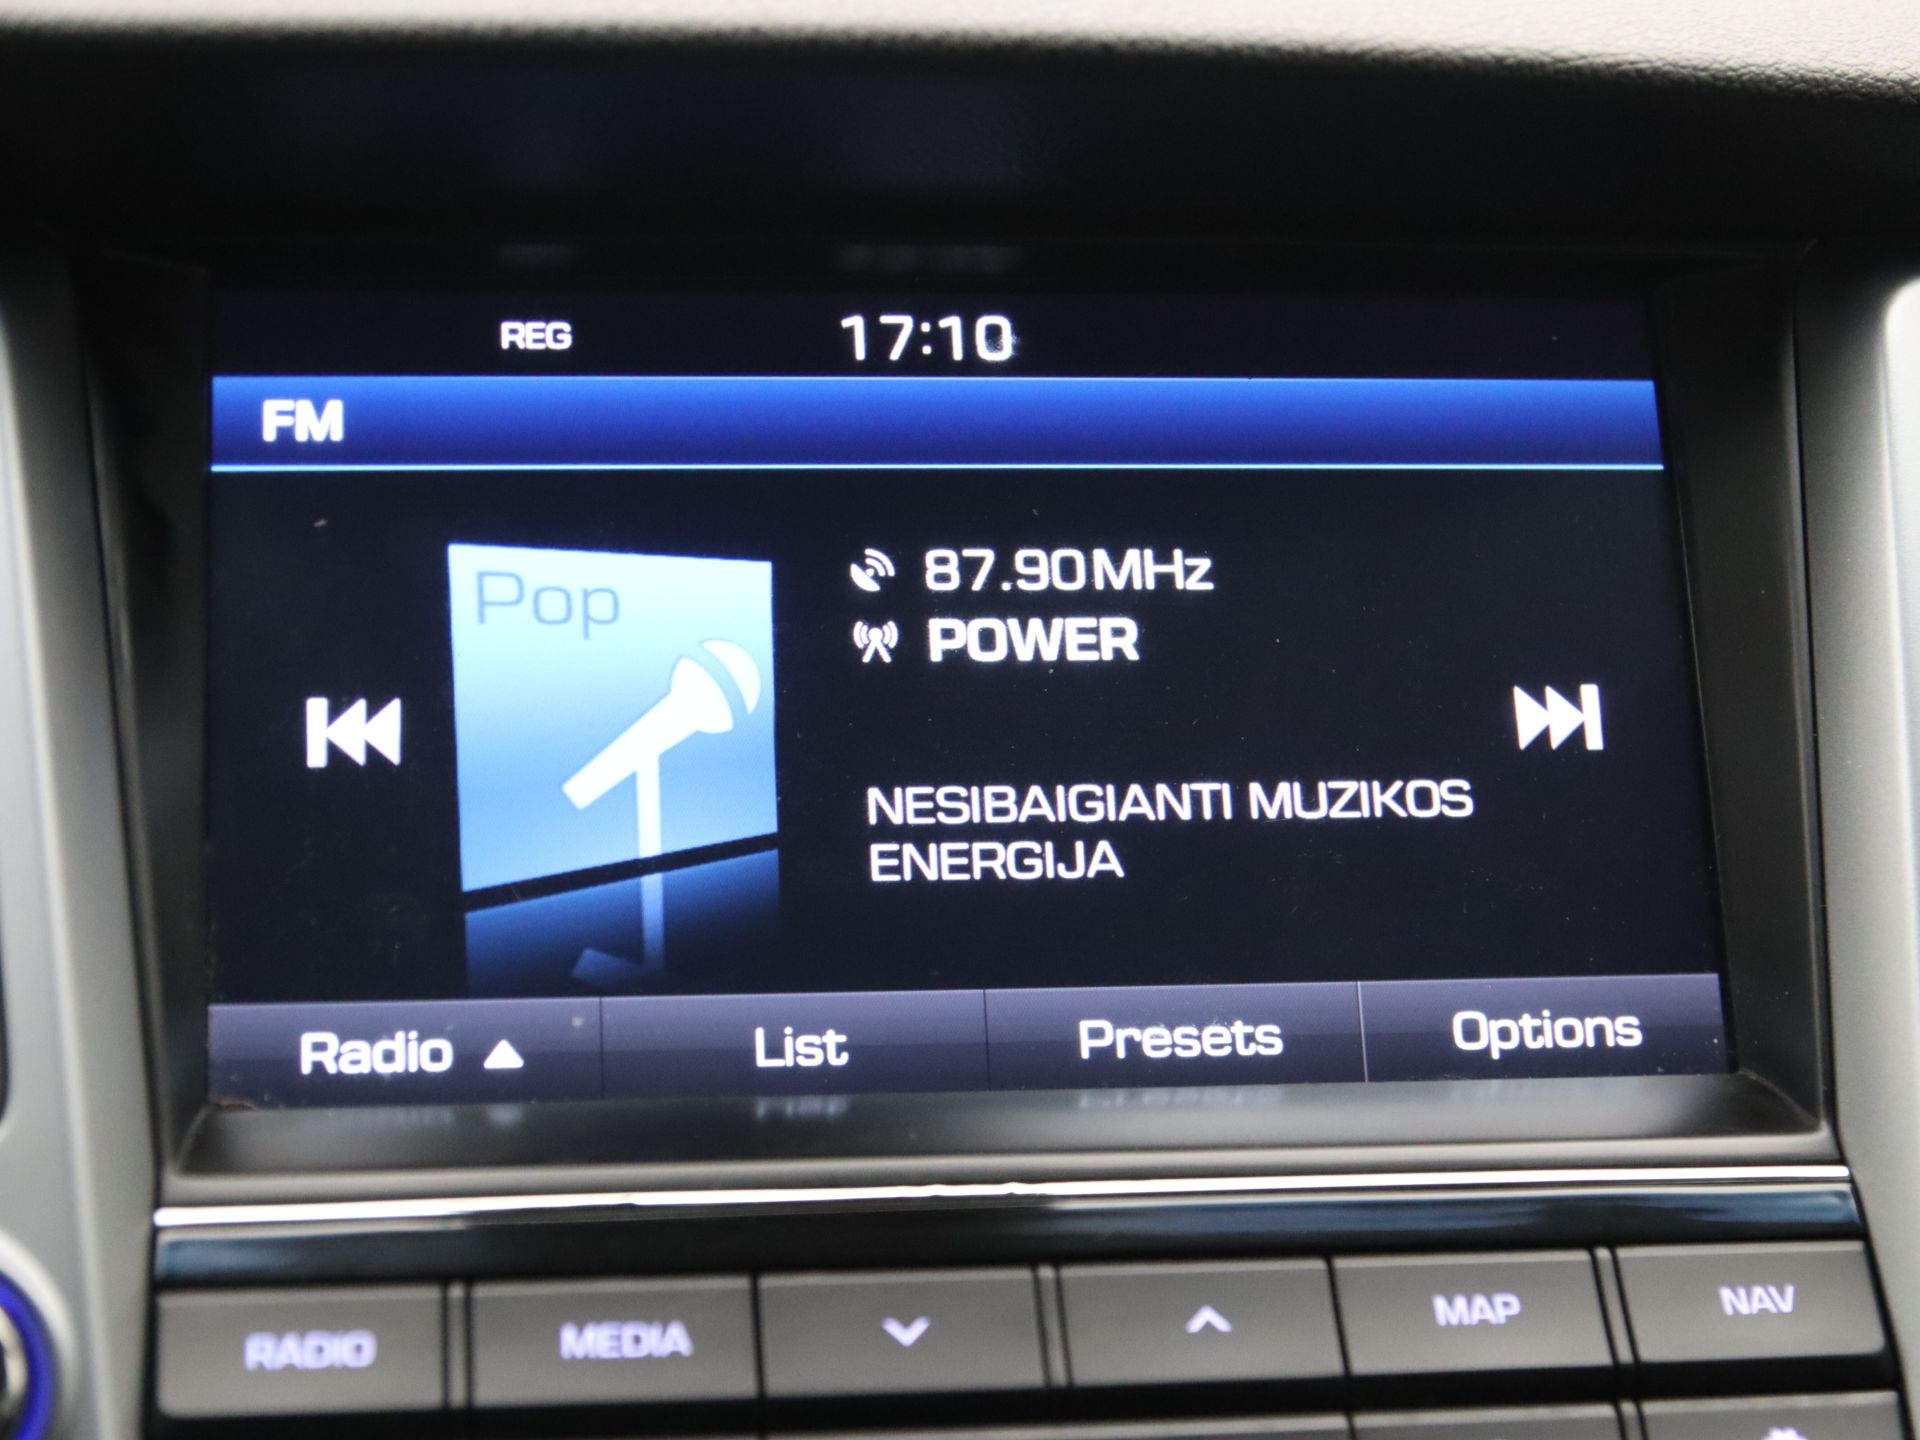 REG 17:10
FM
Pop
87.90MHz
POWER
NESIBAIGIANTI MUZIKOS
ENERGIJA
Radio List Presets Options
RADIO MEDIA MAP NAV